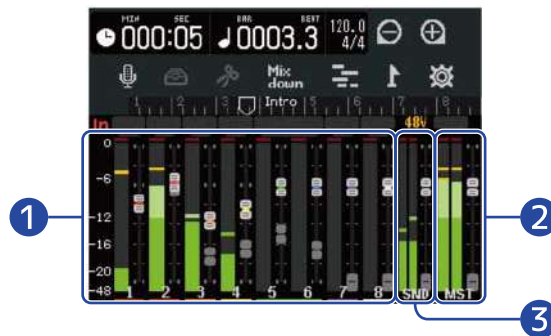 MIN SEC BAR BEAT
000:05 0003.3 120.0
4/4
Mix
down
1 2 3 Intro 5 6 7 8
In 48V
0
-6
-12
-16
-20
-48
1 2 3 4 5 6 7 8 SND MST
1
2
3